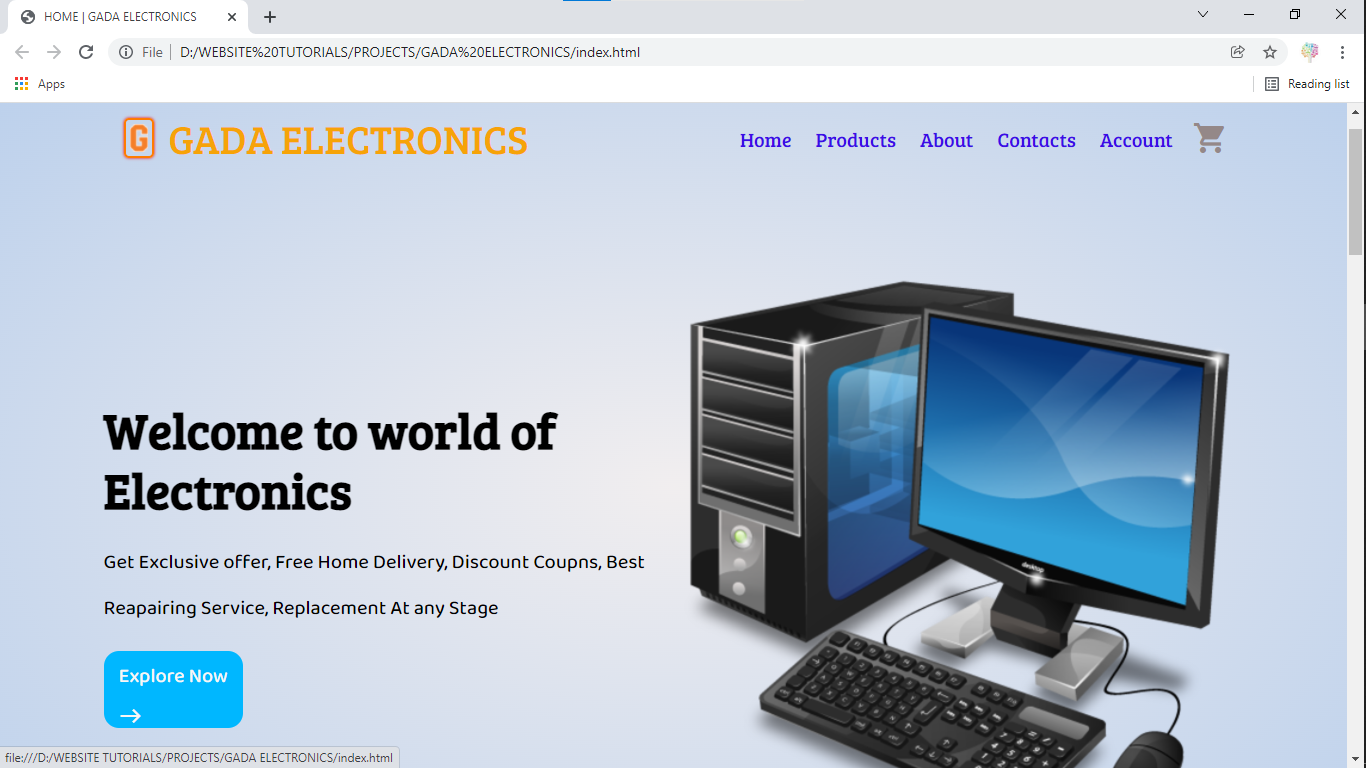 HOME | GADA ELECTRONICS
File
D:/WEBSITE%20TUTORIALS/PROJECTS/GADA%20ELECTRONICS/index.html
Apps
Reading list
G GADA ELECTRONICS
Home Products About Contacts Account
Welcome to world of
Electronics
Get Exclusive offer, Free Home Delivery, Discount Coupns, Best
Reapairing Service, Replacement At any Stage
Explore Now
→
desktop
file:///D:/WEBSITE TUTORIALS/PROJECTS/GADA ELECTRONICS/index.html